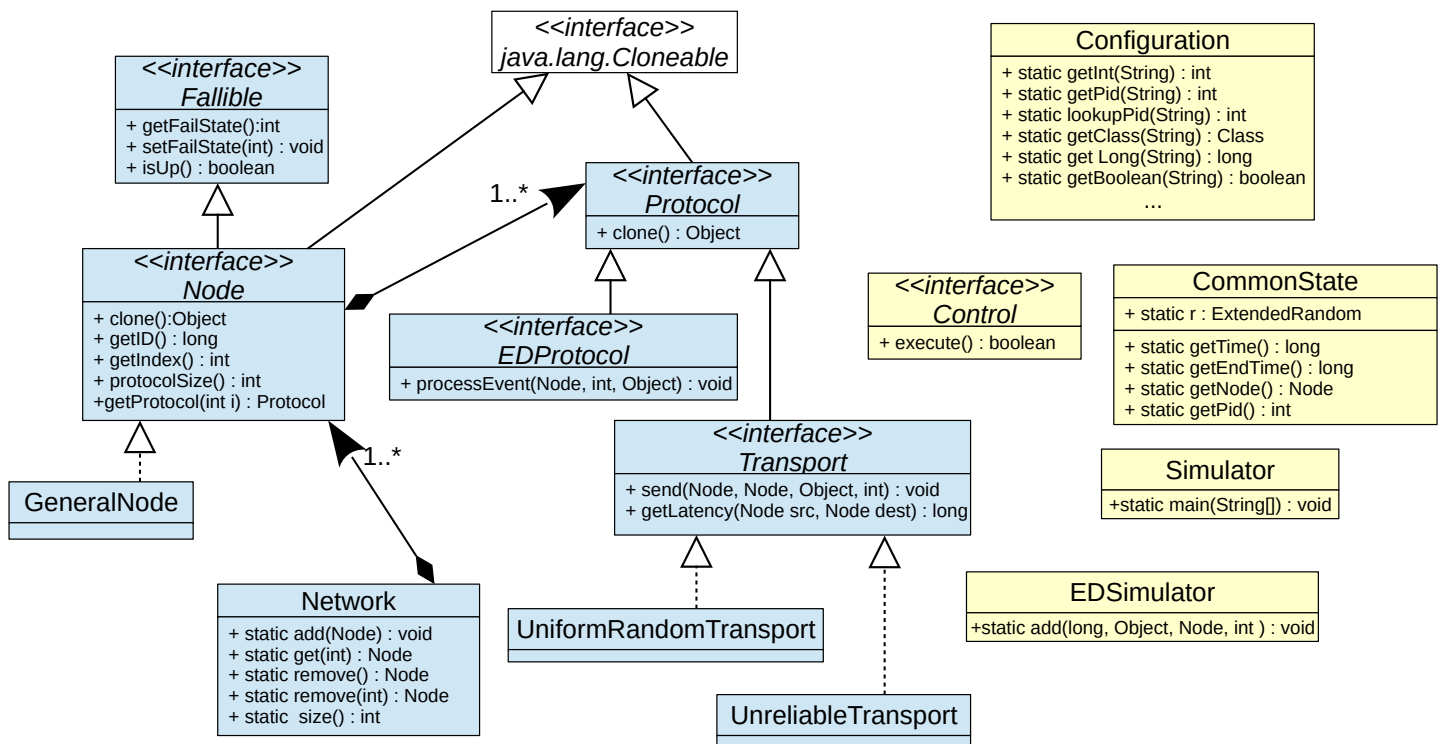 <<interface>>
java.lang.Cloneable
<<interface>>
Fallible
+ getFailState():int
+ setFailState(int) : void
+ isUp() : boolean
Configuration
+ static getInt(String) : int
+ static getPid(String) : int
+ static lookupPid(String) : int
+ static getClass(String) : Class
+ static get Long(String) : long
+ static getBoolean(String) : boolean
...
1..*
<<interface>>
Protocol
+ clone() : Object
<<interface>>
Node
+ clone():Object
+ getID() : long
+ getIndex() : int
+ protocolSize() : int
+getProtocol(int i) : Protocol
<<interface>>
EDProtocol
+ processEvent(Node, int, Object) : void
<<interface>>
Control
+ execute() : boolean
CommonState
+ static r : ExtendedRandom
+ static getTime() : long
+ static getEndTime() : long
+ static getNode() : Node
+ static getPid() : int
1..*
<<interface>>
Transport
+ send(Node, Node, Object, int) : void
+ getLatency(Node src, Node dest) : long
GeneralNode
Simulator
+static main(String[]) : void
Network
+ static add(Node) : void
+ static get(int) : Node
+ static remove() : Node
+ static remove(int) : Node
+ static  size() : int
UniformRandomTransport
EDSimulator
+static add(long, Object, Node, int ) : void
UnreliableTransport